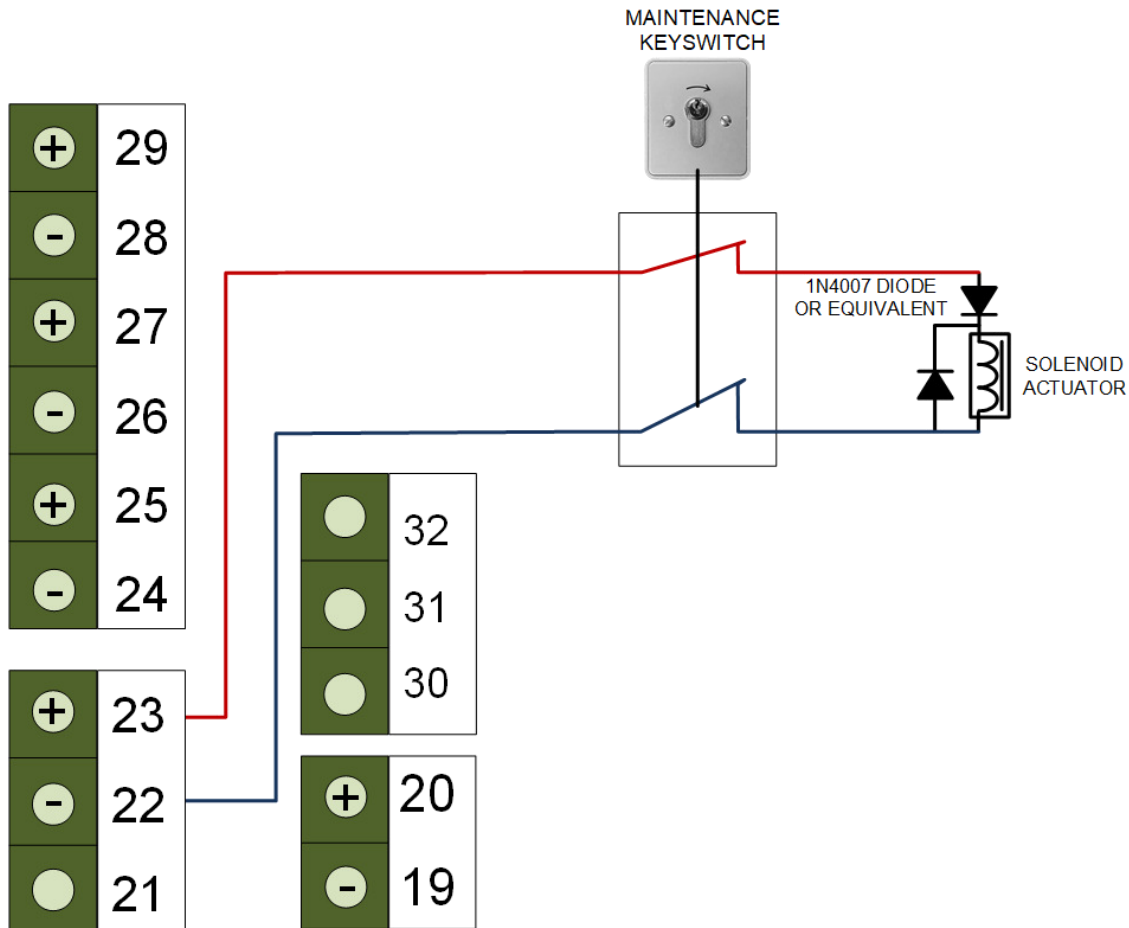 MAINTENANCE
KEYSWITCH
+ 29
- 28
+ 27
- 26
+ 25
- 24
+ 23
- 22
21
32
31
30
+ 20
- 19
1N4007 DIODE
OR EQUIVALENT
SOLENOID
ACTUATOR